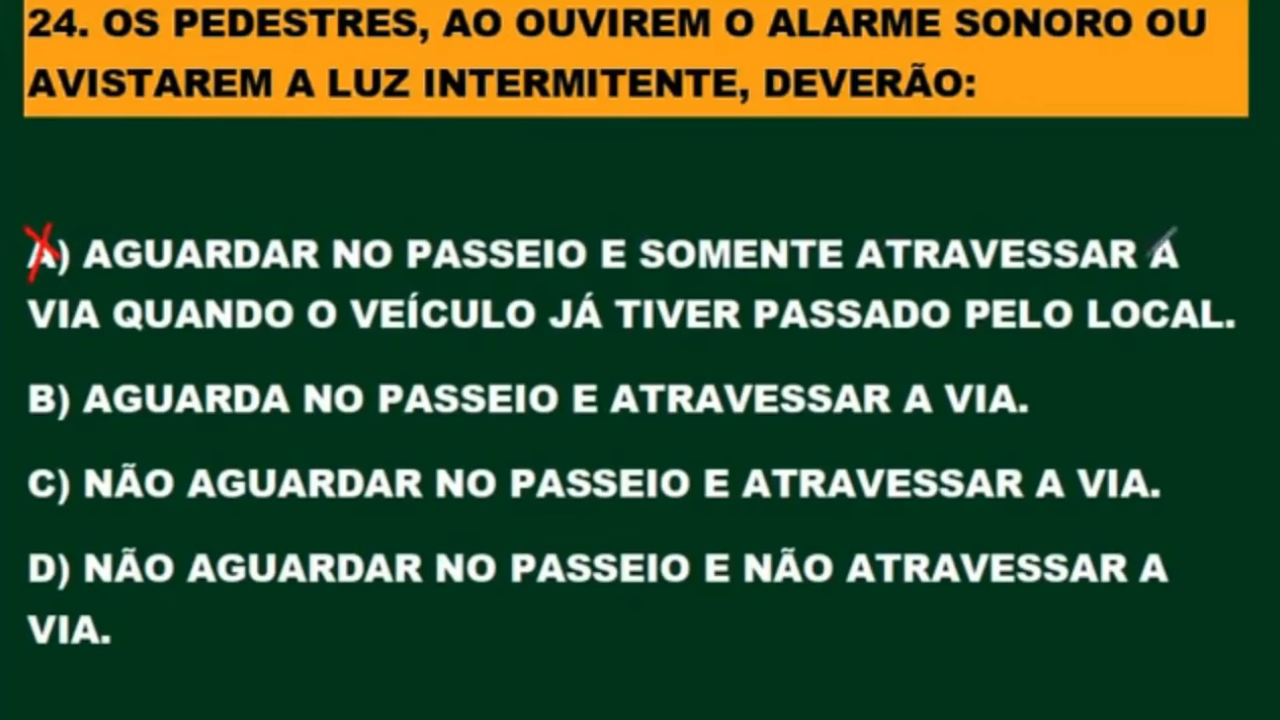 24. OS PEDESTRES, AO OUVIREM O ALARME SONORO OU
AVISTAREM A LUZ INTERMITENTE, DEVERÃO:
A) AGUARDAR NO PASSEIO E SOMENTE ATRAVESSAR A
VIA QUANDO O VEÍCULO JÁ TIVER PASSADO PELO LOCAL.
B) AGUARDA NO PASSEIO E ATRAVESSAR A VIA.
C) NÃO AGUARDAR NO PASSEIO E ATRAVESSAR A VIA.
D) NÃO AGUARDAR NO PASSEIO E NÃO ATRAVESSAR A
VIA.